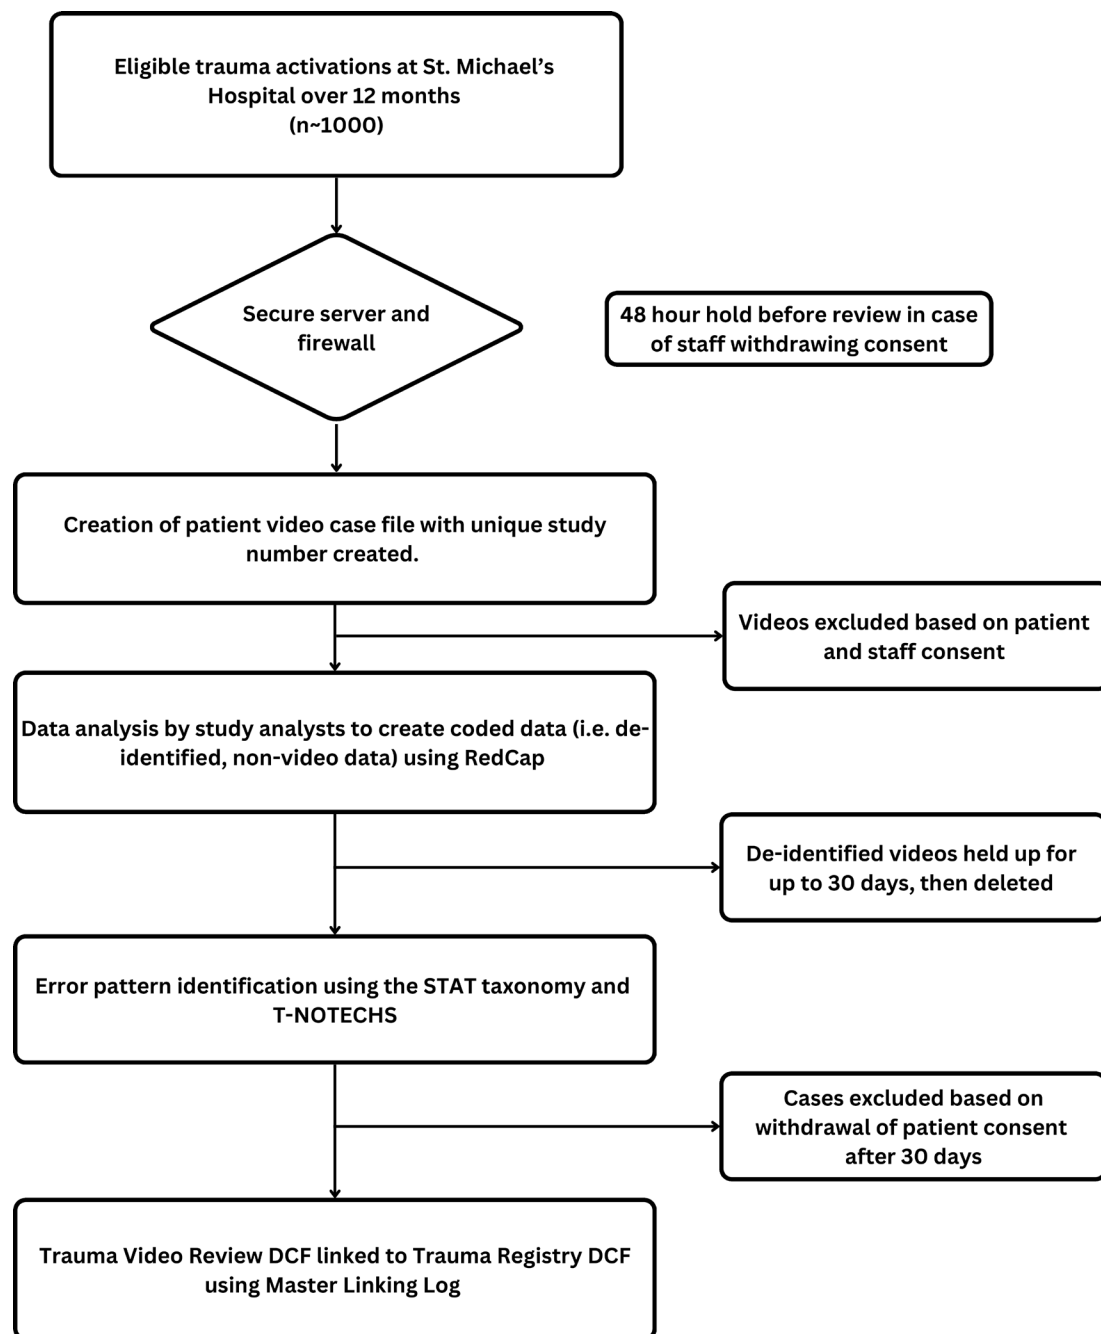 Eligible trauma activations at St. Michael’s
Hospital over 12 months
(n~1000)
Secure server and
firewall
48 hour hold before review in case
of staff withdrawing consent
Creation of patient video case file with unique study
number created.
Videos excluded based on patient
and staff consent
Data analysis by study analysts to create coded data (i.e. de-
identified, non-video data) using RedCap
De-identified videos held up for
up to 30 days, then deleted
Error pattern identification using the STAT taxonomy and
T-NOTECHS
Cases excluded based on
withdrawal of patient consent
after 30 days
Trauma Video Review DCF linked to Trauma Registry DCF
using Master Linking Log